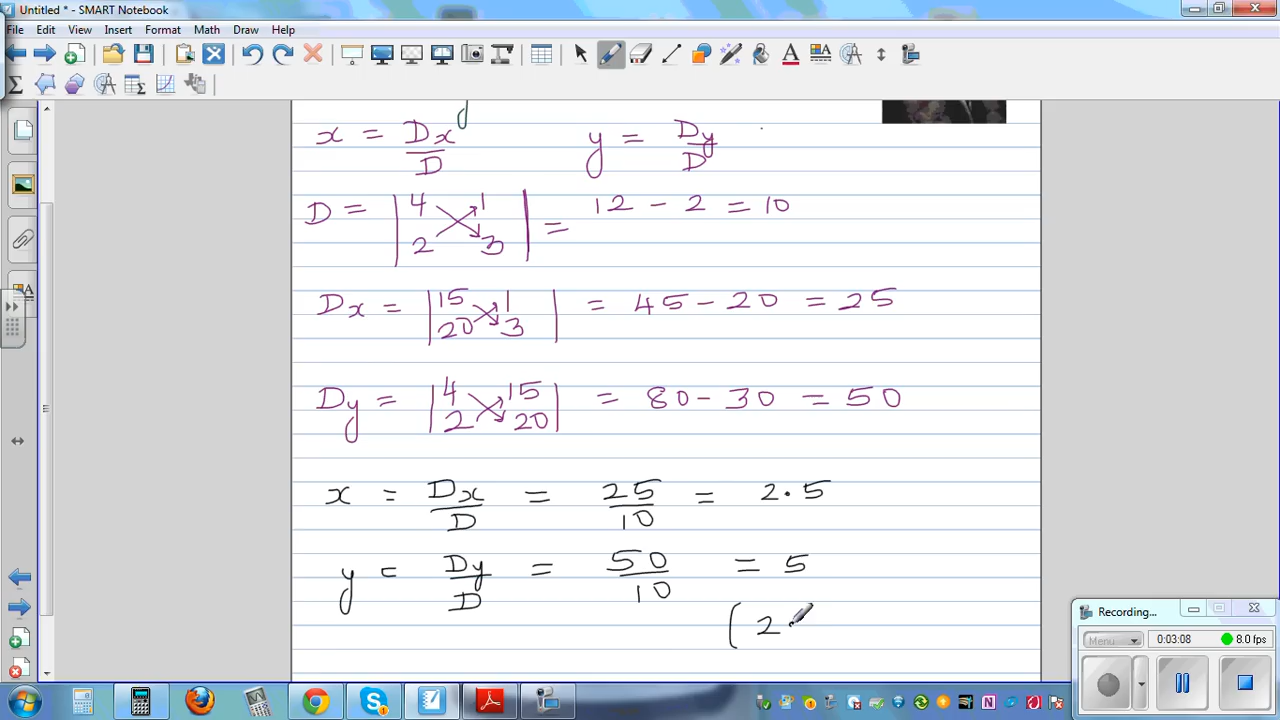 Untitled * - SMART Notebook
File Edit View Insert Format Math Draw Help
x = Dx/D y = Dy/D
D = | 4 1 | = 12 - 2 = 10
2 3
Dx = | 15 1 | = 45 - 20 = 25
20 3
Dy = | 4 15 | = 80 - 30 = 50
2 20
x = Dx/D = 25/10 = 2.5
y = Dy/D = 50/10 = 5
(2.
Recording...
Menu 0:03:08 8.0 fps